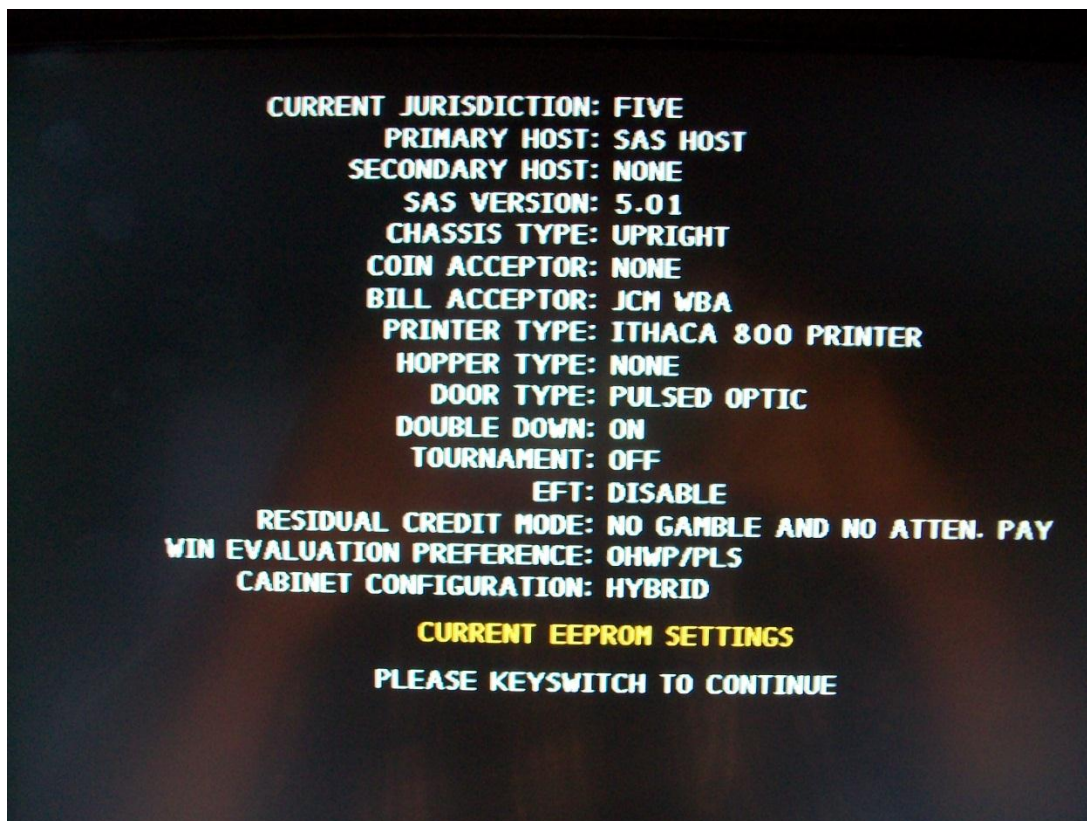 CURRENT JURISDICTION: FIVE
PRIMARY HOST: SAS HOST
SECONDARY HOST: NONE
SAS VERSION: 5.01
CHASSIS TYPE: UPRIGHT
COIN ACCEPTOR: NONE
BILL ACCEPTOR: JCM WBA
PRINTER TYPE: ITHACA 800 PRINTER
HOPPER TYPE: NONE
DOOR TYPE: PULSED OPTIC
DOUBLE DOWN: ON
TOURNAMENT: OFF
EFT: DISABLE
RESIDUAL CREDIT MODE: NO GAMBLE AND NO ATTEN. PAY
WIN EVALUATION PREFERENCE: OHWP/PLS
CABINET CONFIGURATION: HYBRID
CURRENT EEPROM SETTINGS
PLEASE KEYSWITCH TO CONTINUE